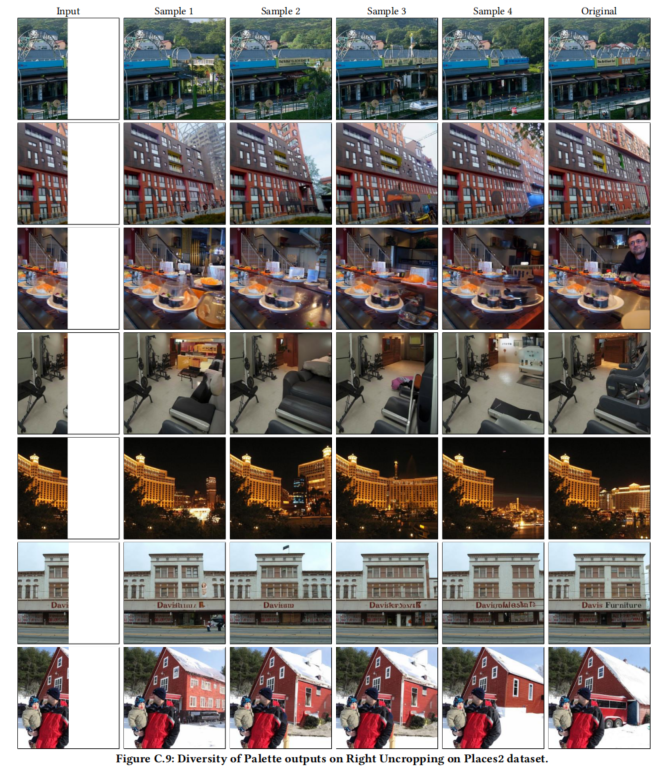 Input Sample 1 Sample 2 Sample 3 Sample 4 Original
Davi
Davis Furniture
Figure C.9: Diversity of Palette outputs on Right Uncropping on Places2 dataset.